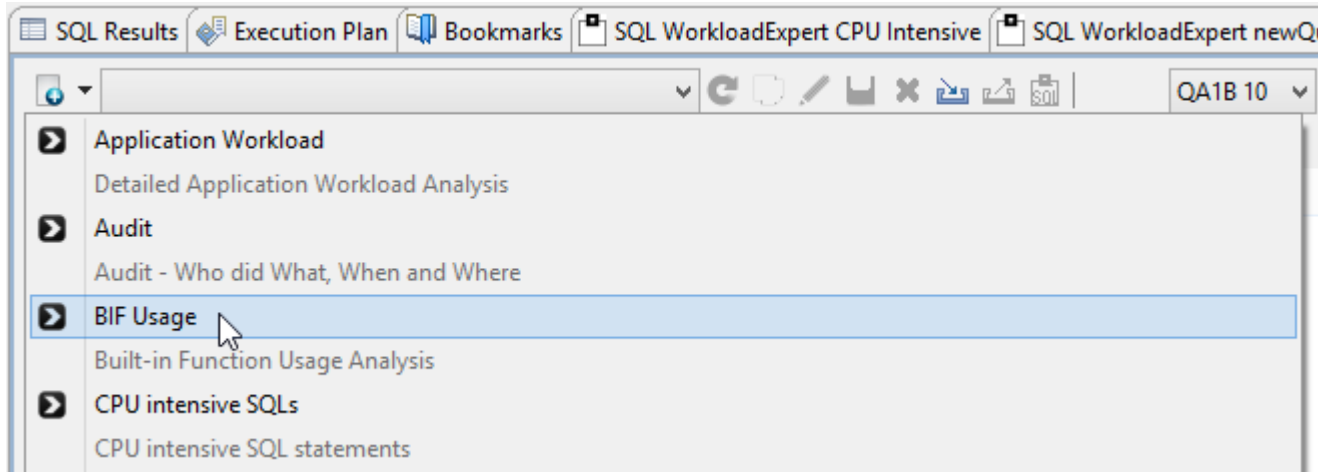 SQL Results Execution Plan Bookmarks SQL WorkloadExpert CPU Intensive SQL WorkloadExpert
SQL QA1B 10
Application Workload
Detailed Application Workload Analysis
Audit
Audit - Who did What, When and Where
BIF Usage
Built-in Function Usage Analysis
CPU intensive SQLs
CPU intensive SQL statements